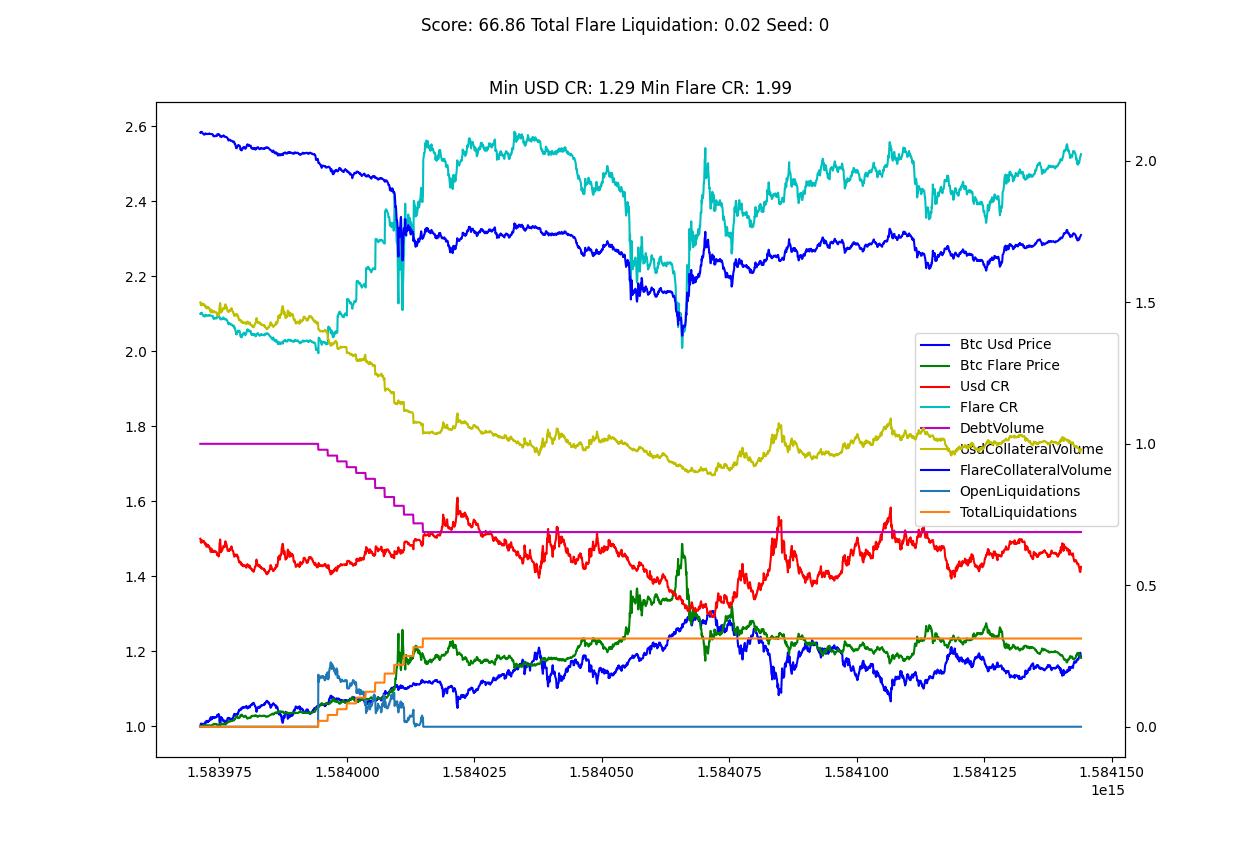 Score: 66.86 Total Flare Liquidation: 0.02 Seed: 0
Min USD CR: 1.29 Min Flare CR: 1.99
2.6
2.4
2.2
2.0
1.8
1.6
1.4
1.2
1.0
2.0
1.5
1.0
0.5
0.0
Btc Usd Price
Btc Flare Price
Usd CR
Flare CR
DebtVolume
UsdCollateralVolume
FlareCollateralVolume
OpenLiquidations
TotalLiquidations
1.583975 1.584000 1.584025 1.584050 1.584075 1.584100 1.584125 1.584150
1e15